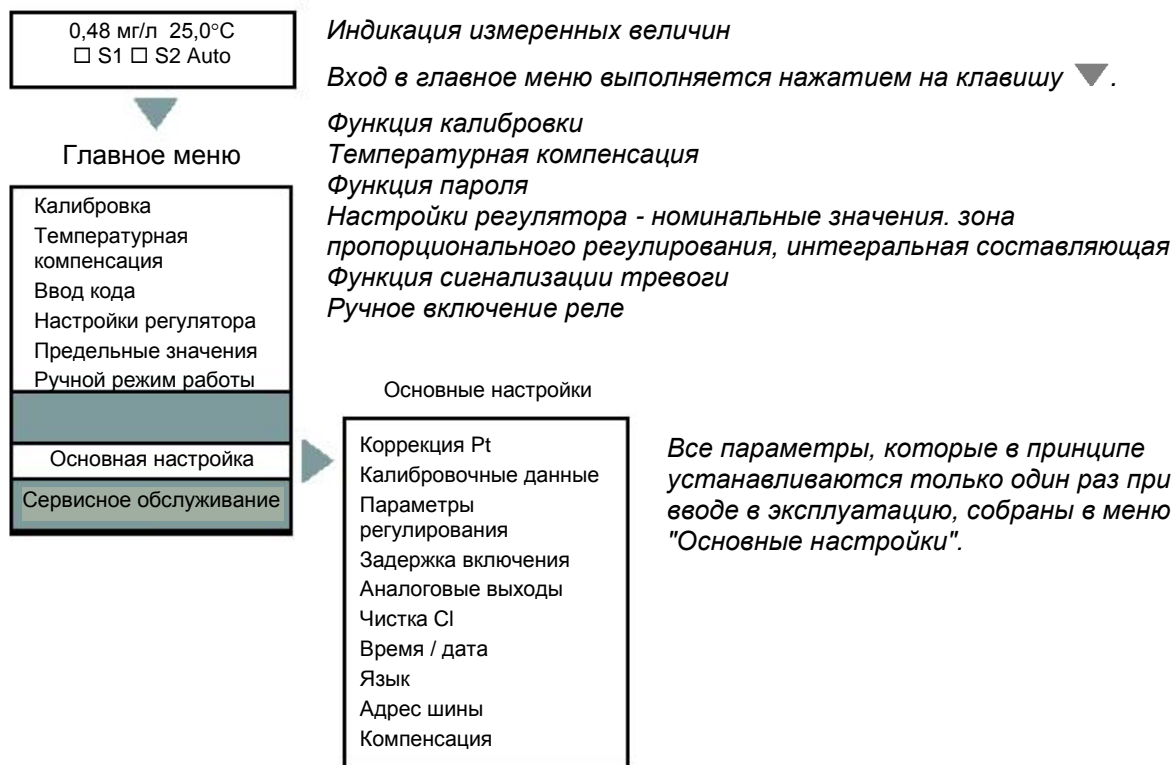 0,48 мг/л 25,0°C
□ S1 □ S2 Auto
Индикация измеренных величин
Вход в главное меню выполняется нажатием на клавишу ▼.
Главное меню
Функция калибровки
Температурная компенсация
Функция пароля
Настройки регулятора - номинальные значения. зона
пропорционального регулирования, интегральная составляющая
Функция сигнализации тревоги
Ручное включение реле
Калибровка
Температурная
компенсация
Ввод кода
Настройки регулятора
Предельные значения
Ручной режим работы
Основная настройка
Сервисное обслуживание
Основные настройки
Коррекция Pt
Калибровочные данные
Параметры
регулирования
Задержка включения
Аналоговые выходы
Чистка Cl
Время / дата
Язык
Адрес шины
Компенсация
Все параметры, которые в принципе
устанавливаются только один раз при
вводе в эксплуатацию, собраны в меню
"Основные настройки".